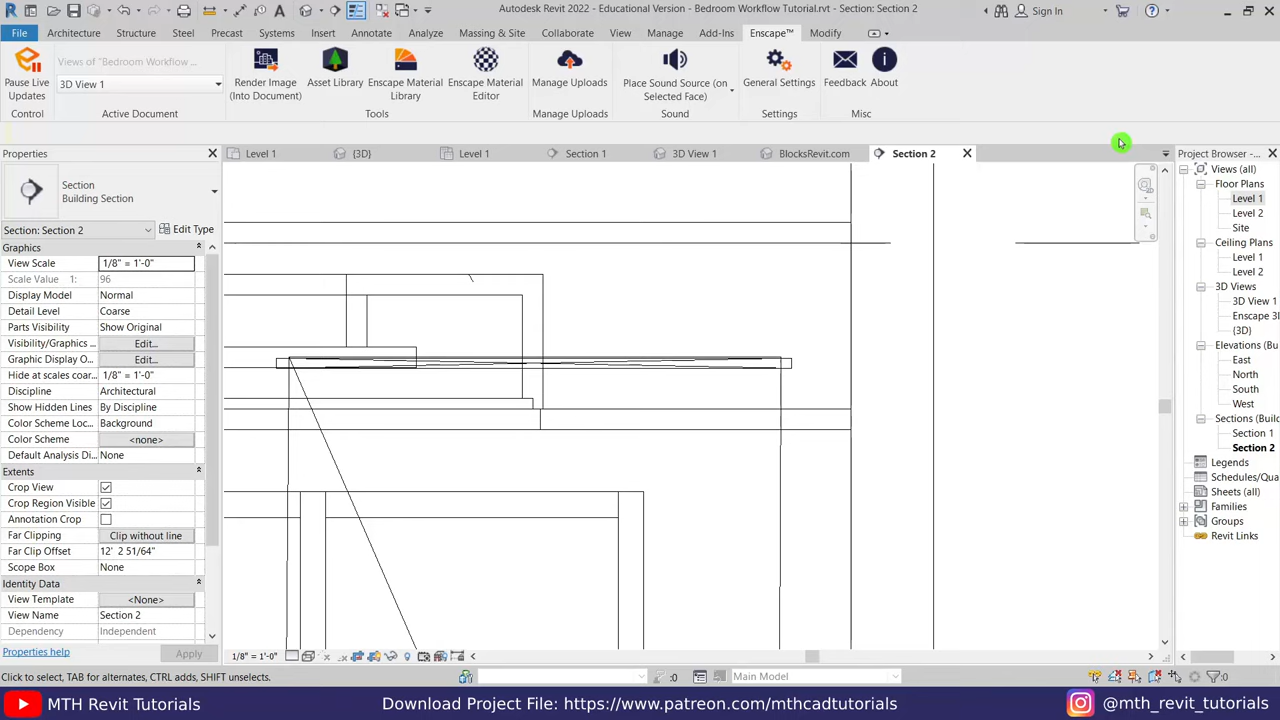 Autodesk Revit 2022 - Educational Version - Bedroom Workflow Tutorial.rvt - Section: Section 2
Sign In
File Architecture Structure Steel Precast Systems Insert Annotate Analyze Massing & Site Collaborate View Manage Add-Ins Enscape™ Modify
Pause Live Updates
Views of "Bedroom Workflow ...
3D View 1
Render Image (Into Document)
Asset Library
Enscape Material Library
Enscape Material Editor
Manage Uploads
Place Sound Source (on Selected Face)
General Settings
Feedback
About
Control Active Document Tools Manage Uploads Sound Settings Misc
Properties
Level 1 {3D} Level 1 Section 1 3D View 1 BlocksRevit.com Section 2
Project Browser -...
Section
Building Section
Section: Section 2
Edit Type
Graphics
View Scale 1/8" = 1'-0"
Scale Value 1: 96
Display Model Normal
Detail Level Coarse
Parts Visibility Show Original
Visibility/Graphics ... Edit...
Graphic Display O... Edit...
Hide at scales coar... 1/8" = 1'-0"
Discipline Architectural
Show Hidden Lines By Discipline
Color Scheme Loc... Background
Color Scheme <none>
Default Analysis Di... None
Extents
Crop View
Crop Region Visible
Annotation Crop
Far Clipping Clip without line
Far Clip Offset 12' 2 51/64"
Scope Box None
Identity Data
View Template <None>
View Name Section 2
Dependency Independent
Properties help
Apply
Views (all)
Floor Plans
Level 1
Level 2
Site
Ceiling Plans
Level 1
Level 2
3D Views
3D View 1
Enscape 3
{3D}
Elevations (Bu
East
North
South
West
Sections (Buil
Section 1
Section 2
Legends
Schedules/Qua
Sheets (all)
Families
Groups
Revit Links
1/8" = 1'-0"
Click to select, TAB for alternates, CTRL adds, SHIFT unselects.
:0
Main Model
:0
MTH Revit Tutorials
Download Project File: https://www.patreon.com/mthcadtutorials
@mth_revit_tutorials